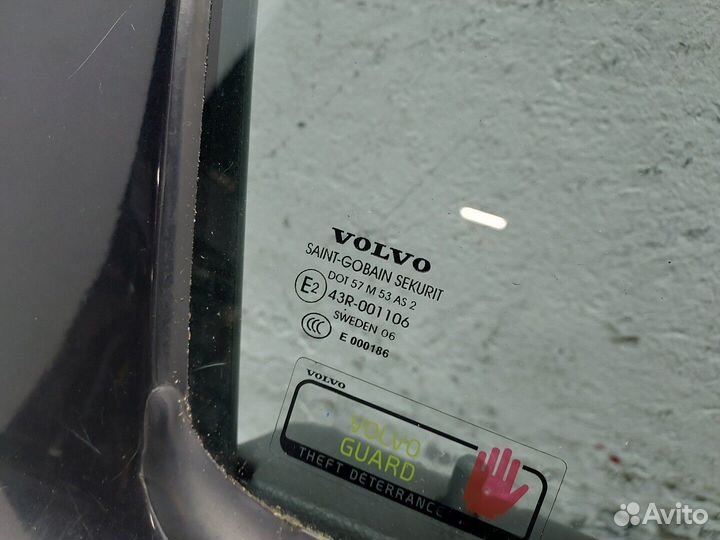 VOLVO
SAINT-GOBAIN SEKURIT
DOT 57 M 53 AS 2
E2 43R-001106
CCC SWEDEN 06
E 000186
VOLVO
VOLVO
GUARD
THEFT DETERRANCE
Avito